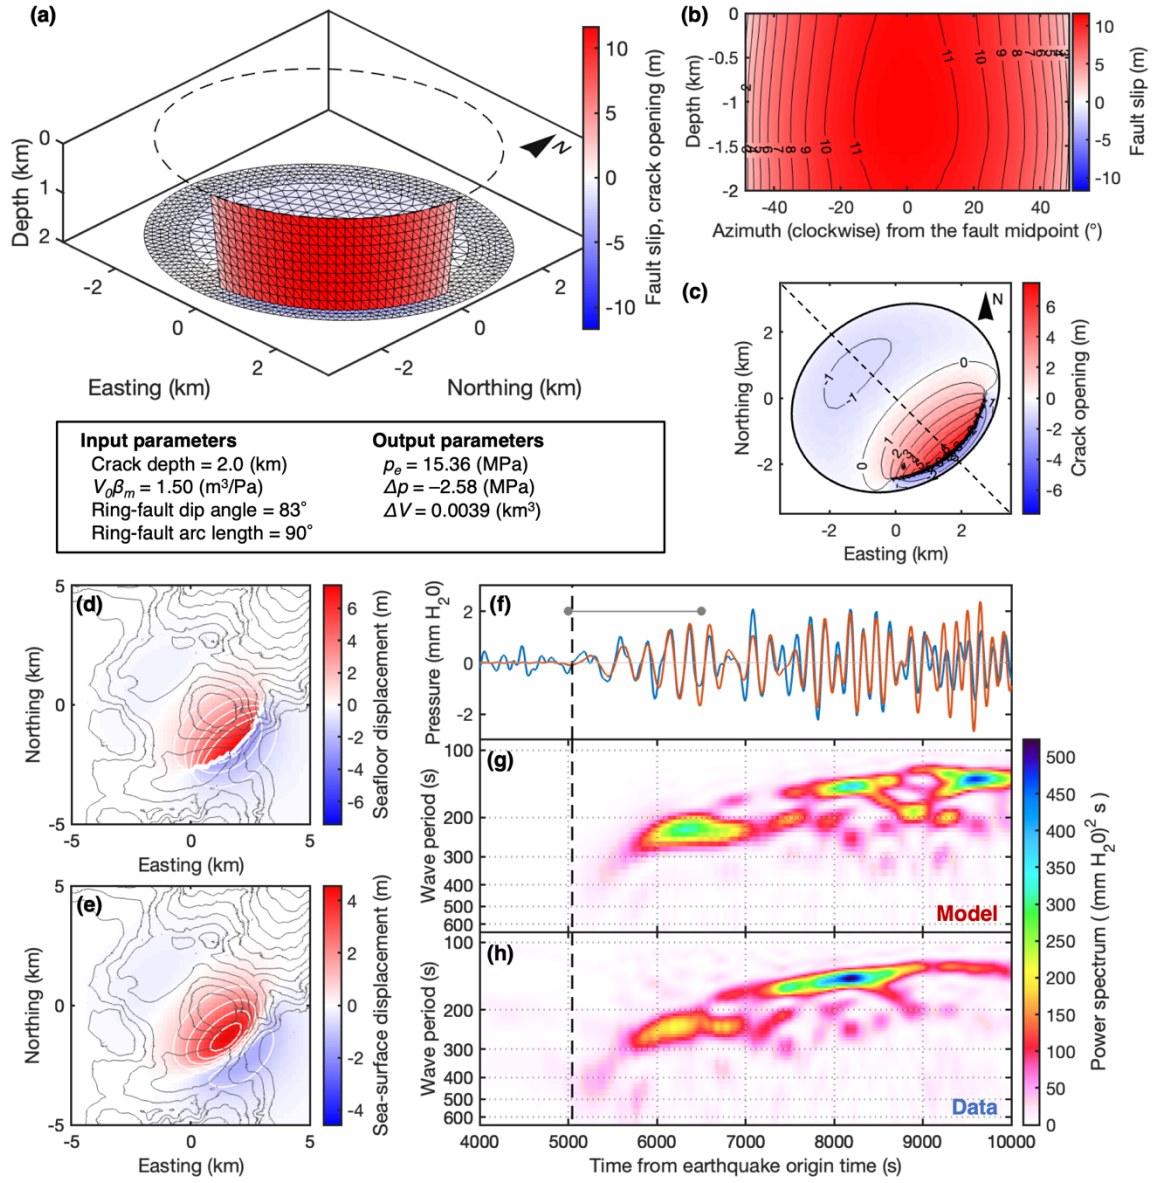 (a)
Depth (km)
0
1
2
-2
0
2
Easting (km)
-2
0
2
Northing (km)
N
10
5
0
-5
-10
Fault slip, crack opening (m)
(b)
0
-0.5
-1
-1.5
-2
Depth (km)
-40
-20
0
20
40
Azimuth (clockwise) from the fault midpoint (°)
11
10
9
8
7
6
11
10
9
8
7
2
10
5
0
-5
-10
Fault slip (m)
(c)
N
2
0
-2
Northing (km)
-2
0
2
Easting (km)
0
-1
-1
0
1
2
6
4
2
0
-2
-4
-6
Crack opening (m)
Input parameters
Crack depth = 2.0 (km)
V₀βₘ = 1.50 (m³/Pa)
Ring-fault dip angle = 83°
Ring-fault arc length = 90°
Output parameters
pₑ = 15.36 (MPa)
Δp = −2.58 (MPa)
ΔV = 0.0039 (km³)
(d)
5
0
-5
Northing (km)
-5
0
5
Easting (km)
6
4
2
0
-2
-4
-6
Seafloor displacement (m)
(e)
5
0
-5
Northing (km)
-5
0
5
Easting (km)
4
2
0
-2
-4
Sea-surface displacement (m)
(f)
Pressure (mm H₂0)
2
0
-2
(g)
Wave period (s)
100
200
300
400
500
600
Model
(h)
Wave period (s)
100
200
300
400
500
600
Data
4000
5000
6000
7000
8000
9000
10000
Time from earthquake origin time (s)
500
450
400
350
300
250
200
150
100
50
0
Power spectrum ( (mm H₂0)² s )